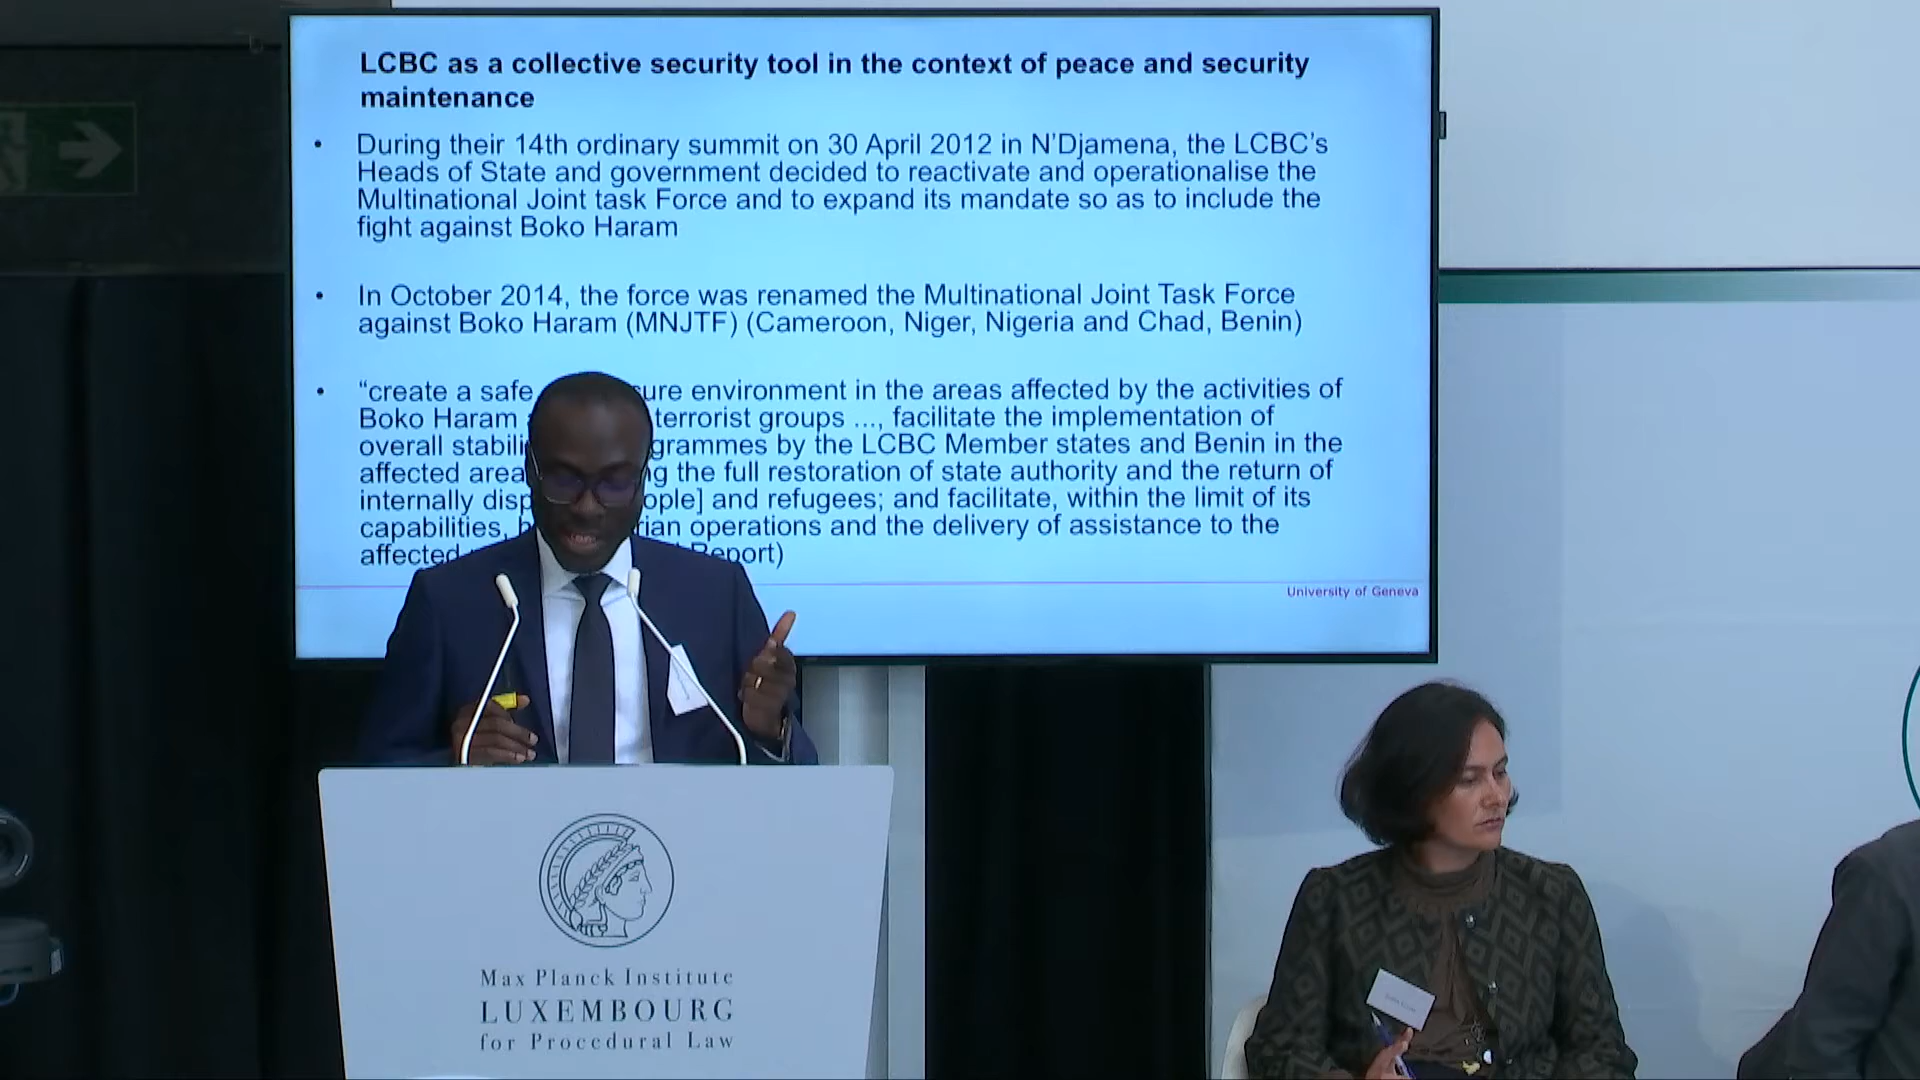 LCBC as a collective security tool in the context of peace and security
maintenance
• During their 14th ordinary summit on 30 April 2012 in N'Djamena, the LCBC's
Heads of State and government decided to reactivate and operationalise the
Multinational Joint task Force and to expand its mandate so as to include the
fight against Boko Haram
• In October 2014, the force was renamed the Multinational Joint Task Force
against Boko Haram (MNJTF) (Cameroon, Niger, Nigeria and Chad, Benin)
• “create a safe environment in the areas affected by the activities of
Boko Haram terrorist groups ..., facilitate the implementation of
overall by the LCBC Member states and Benin in the
affected the full restoration of state authority and the return of
internally and refugees; and facilitate, within the limit of its
capabilities, operations and the delivery of assistance to the
affected Report)
University of Geneva
Max Planck Institute
LUXEMBOURG
for Procedural Law